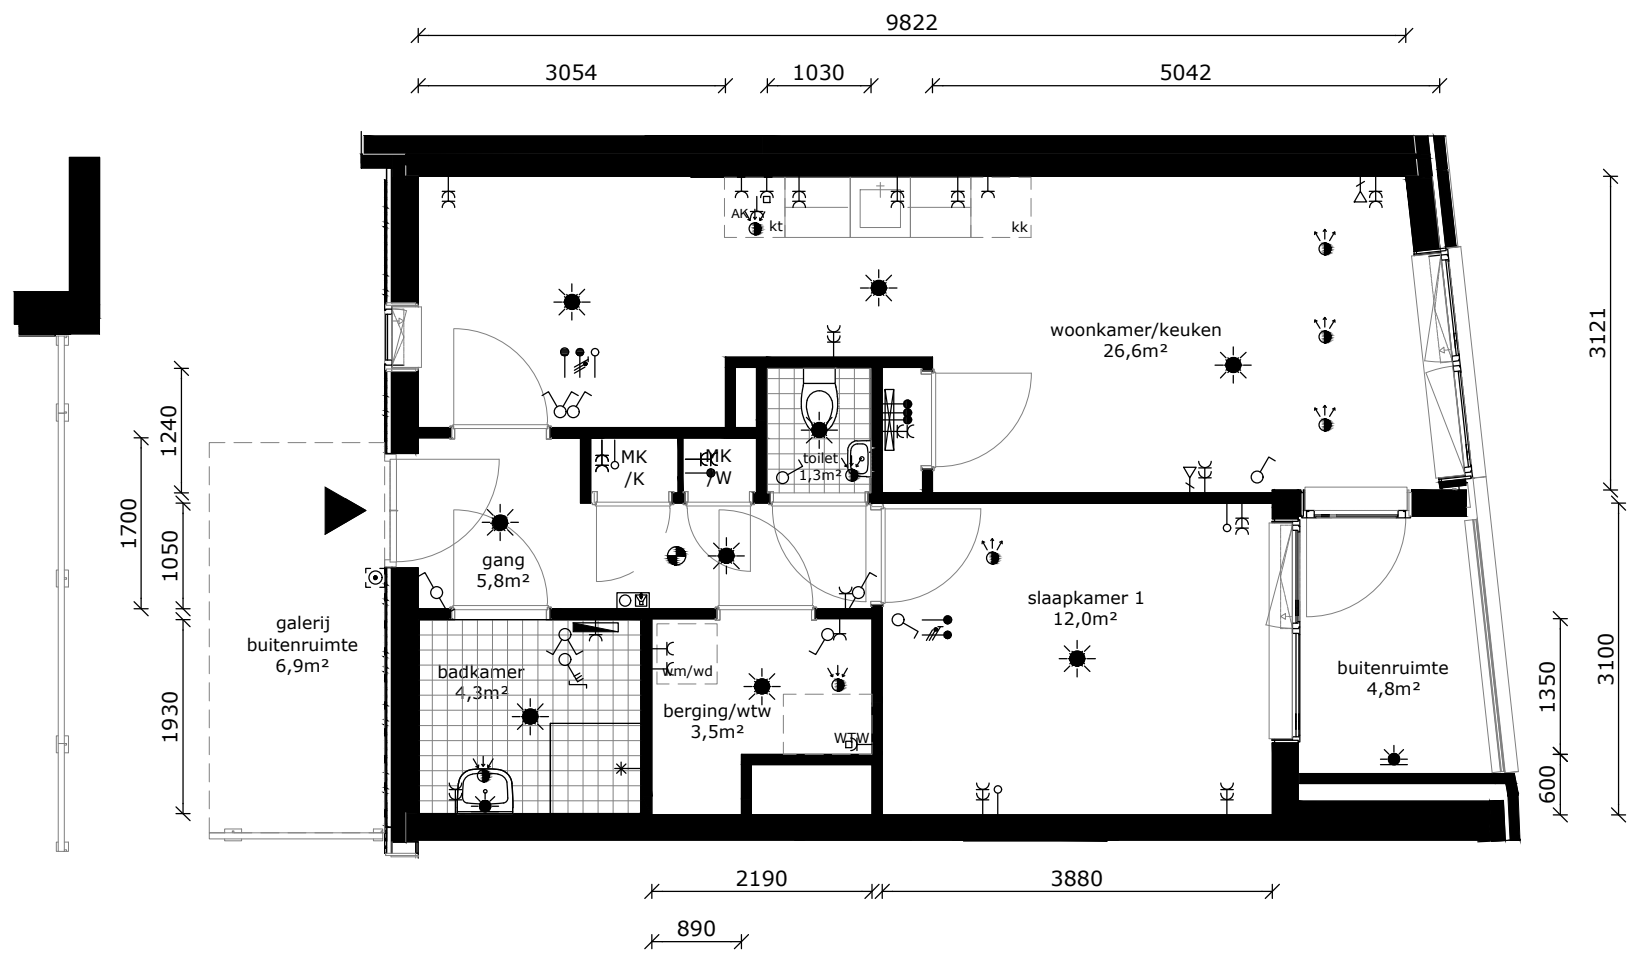 9822
3054
1030
5042
AK
kt
kk
woonkamer/keuken
26,6m²
3121
1240
MK
/K
MK
/W
toilet
1,3m²
1700
1050
gang
5,8m²
slaapkamer 1
12,0m²
galerij
buitenruimte
6,9m²
badkamer
4,3m²
wm/wd
buitenruimte
4,8m²
3100
1350
1930
berging/wtw
3,5m²
WTW
600
2190
3880
890